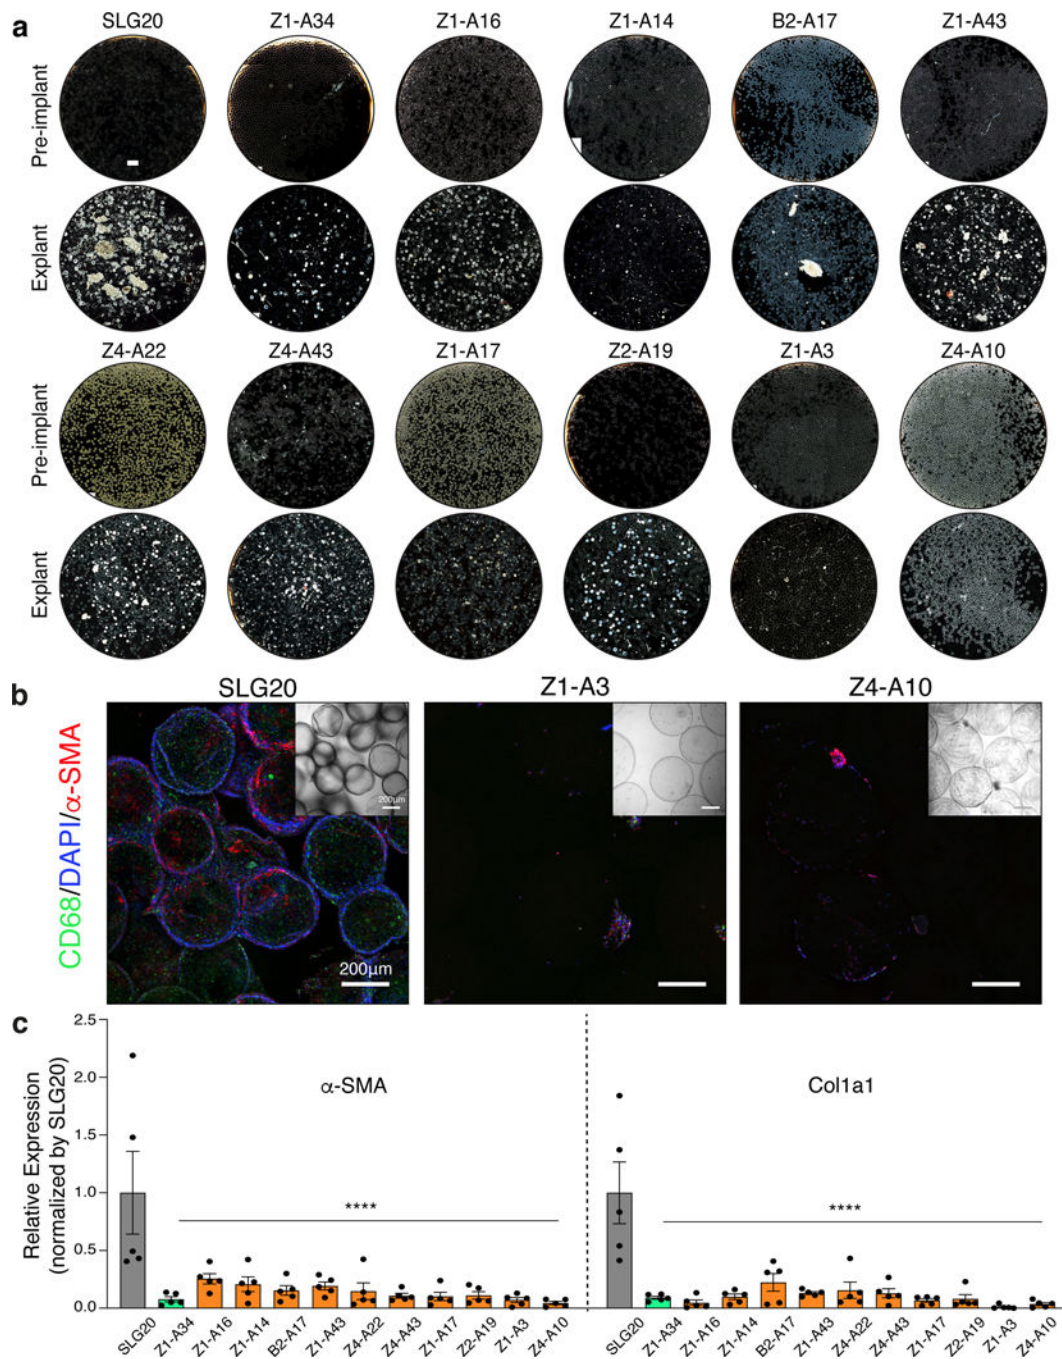 a
SLG20 Z1-A34 Z1-A16 Z1-A14 B2-A17 Z1-A43
Pre-implant
Explant
Z4-A22 Z4-A43 Z1-A17 Z2-A19 Z1-A3 Z4-A10
Pre-implant
Explant
b
SLG20 Z1-A3 Z4-A10
CD68/DAPI/α-SMA
200µm
200µm
c
Relative Expression
(normalized by SLG20)
2.5
2.0
1.5
1.0
0.5
0.0
α-SMA Col1a1
**** ****
SLG20 Z1-A34 Z1-A16 Z1-A14 B2-A17 Z1-A43 Z4-A22 Z4-A43 Z1-A17 Z2-A19 Z1-A3 Z4-A10
SLG20 Z1-A34 Z1-A16 Z1-A14 B2-A17 Z1-A43 Z4-A22 Z4-A43 Z1-A17 Z2-A19 Z1-A3 Z4-A10